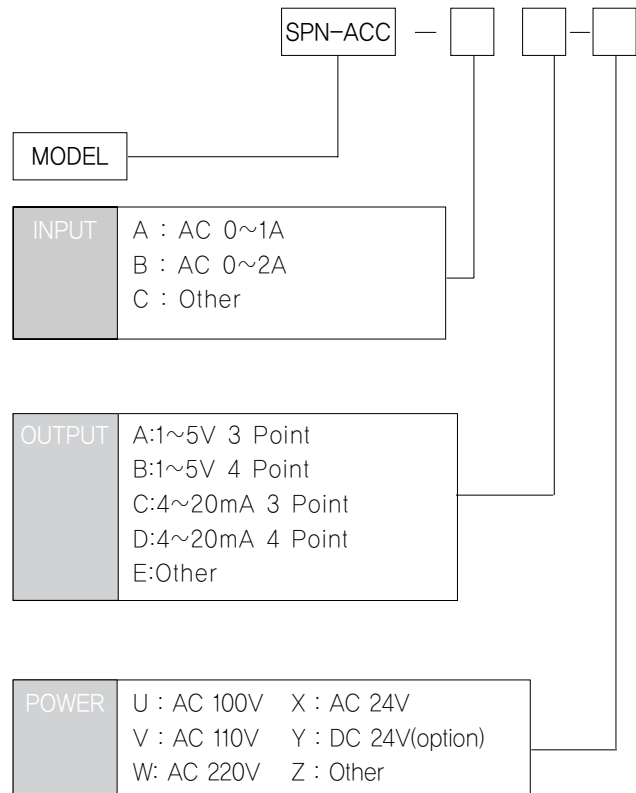 SPN-ACC — -
MODEL
INPUT
A : AC 0~1A
B : AC 0~2A
C : Other
OUTPUT
A:1~5V 3 Point
B:1~5V 4 Point
C:4~20mA 3 Point
D:4~20mA 4 Point
E:Other
POWER
U : AC 100V X : AC 24V
V : AC 110V Y : DC 24V(option)
W: AC 220V Z : Other